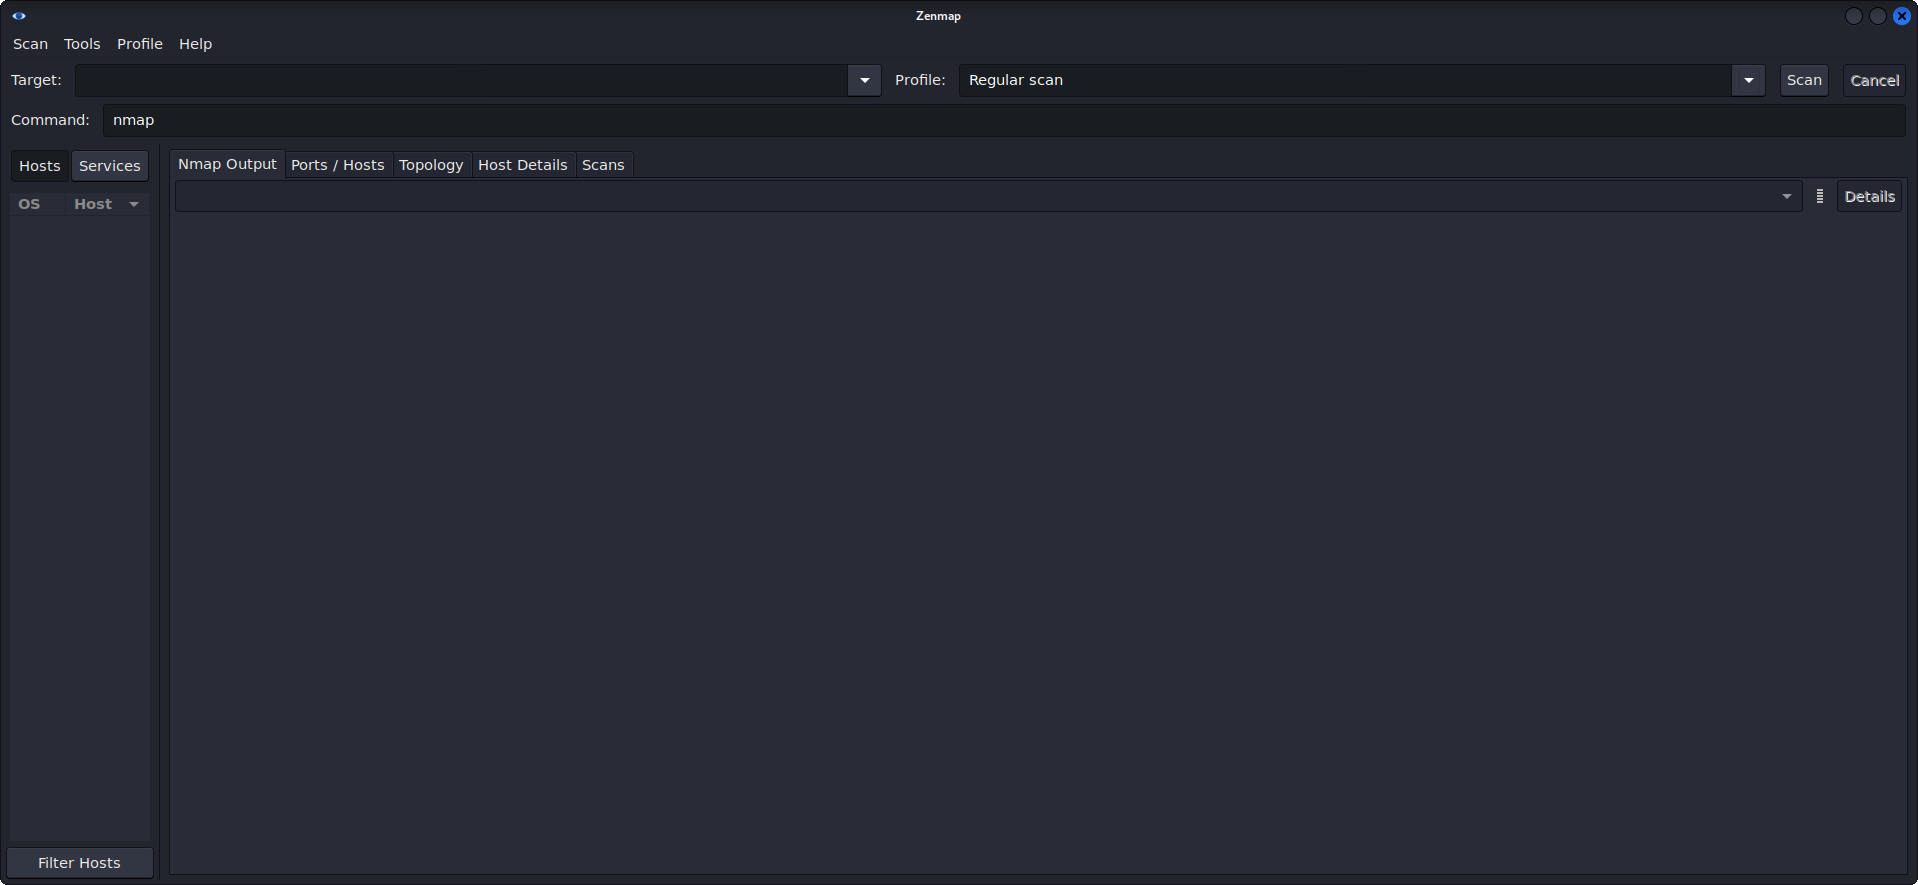 Zenmap
Scan Tools Profile Help
Target: Profile: Regular scan Scan Cancel
Command: nmap
Hosts Services Nmap Output Ports / Hosts Topology Host Details Scans
OS Host Details
Filter Hosts